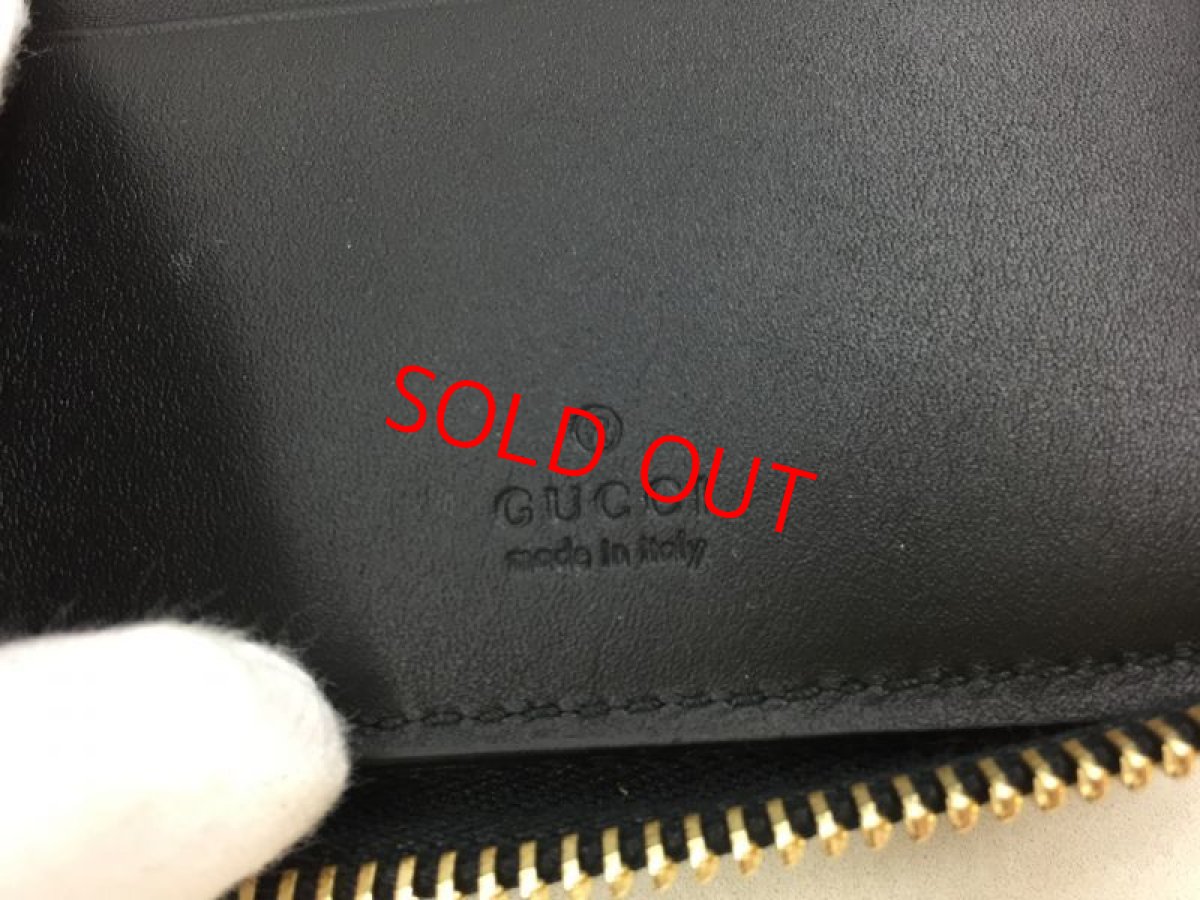 SOLD OUT
®
GUCCI
made in italy